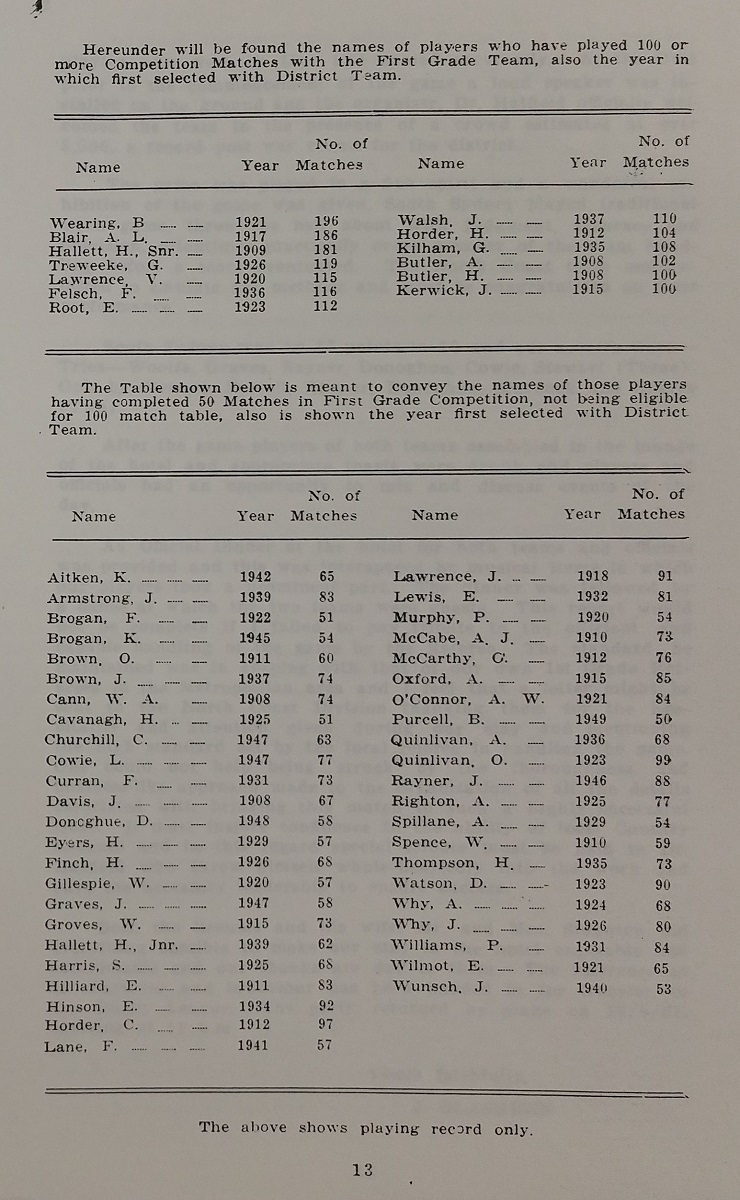 Hereunder will be found the names of players who have played 100 or
more Competition Matches with the First Grade Team, also the year in
which first selected with District Team.
No. of No. of
Name Year Matches Name Year Matches
Wearing, B ...... ...... 1921 196 Walsh, J. ...... ...... 1937 110
Blair, A. L. ...... ...... 1917 186 Horder, H. ...... ...... 1912 104
Hallett, H., Snr. ...... 1909 181 Kilham, G. ...... ...... 1935 108
Treweeke, G. ...... 1926 119 Butler, A. ...... ...... 1908 102
Lawrence, V. ...... 1920 115 Butler, H. ...... ...... 1908 100
Felsch, F. ...... ...... 1936 116 Kerwick, J. ...... ...... 1915 100
Root, E. ...... ...... ...... 1923 112
The Table shown below is meant to convey the names of those players
having completed 50 Matches in First Grade Competition, not being eligible
for 100 match table, also is shown the year first selected with District
Team.
No. of No. of
Name Year Matches Name Year Matches
Aitken, K. ...... ...... ...... 1942 65 Lawrence, J. ... ...... 1918 91
Armstrong, J. ...... ...... 1939 83 Lewis, E. ...... ...... 1932 81
Brogan, F. ...... ...... 1922 51 Murphy, P. ...... ...... 1920 54
Brogan, K. ...... ...... 1945 54 McCabe, A. J. ...... 1910 73
Brown, O. ...... ...... 1911 60 McCarthy, G. ...... 1912 76
Brown, J. ...... ...... ...... 1937 74 Oxford, A. ...... ...... 1915 85
Cann, W. A. ...... 1908 74 O'Connor, A. W. 1921 84
Cavanagh, H. ... ...... 1925 51 Purcell, B. ...... ...... 1949 50
Churchill, C. ...... ...... 1947 63 Quinlivan, A. ...... 1936 68
Cowie, L. ...... ...... ...... 1947 77 Quinlivan, O. ...... 1923 99
Curran, F. ...... ...... 1931 73 Rayner, J. ...... ...... 1946 88
Davis, J. ...... ...... ...... 1908 67 Righton, A. ...... ...... 1925 77
Doncghue, D. ...... ...... 1948 58 Spillane, A. ...... ...... 1929 54
Eyers, H. ...... ...... ...... 1929 57 Spence, W. ...... ...... 1910 59
Finch, H. ...... ...... ...... 1926 68 Thompson, H. ...... 1935 73
Gillespie, W. ...... ...... 1920 57 Watson, D. ...... ...... 1923 90
Graves, J. ...... ...... ...... 1947 58 Why, A. ...... ...... ...... 1924 68
Groves, W. ...... ...... 1915 73 Why, J. ...... ...... ...... 1926 80
Hallett, H., Jnr. ...... 1939 62 Williams, P. ...... 1931 84
Harris, S. ...... ...... ...... 1925 68 Wilmot, E. ...... ...... 1921 65
Hilliard, E. ...... ...... 1911 83 Wunsch, J. ...... ...... 1940 53
Hinson, E. ...... ...... 1934 92
Horder, C. ...... ...... 1912 97
Lane, F. ...... ...... ...... 1941 57
The above shows playing record only.
13